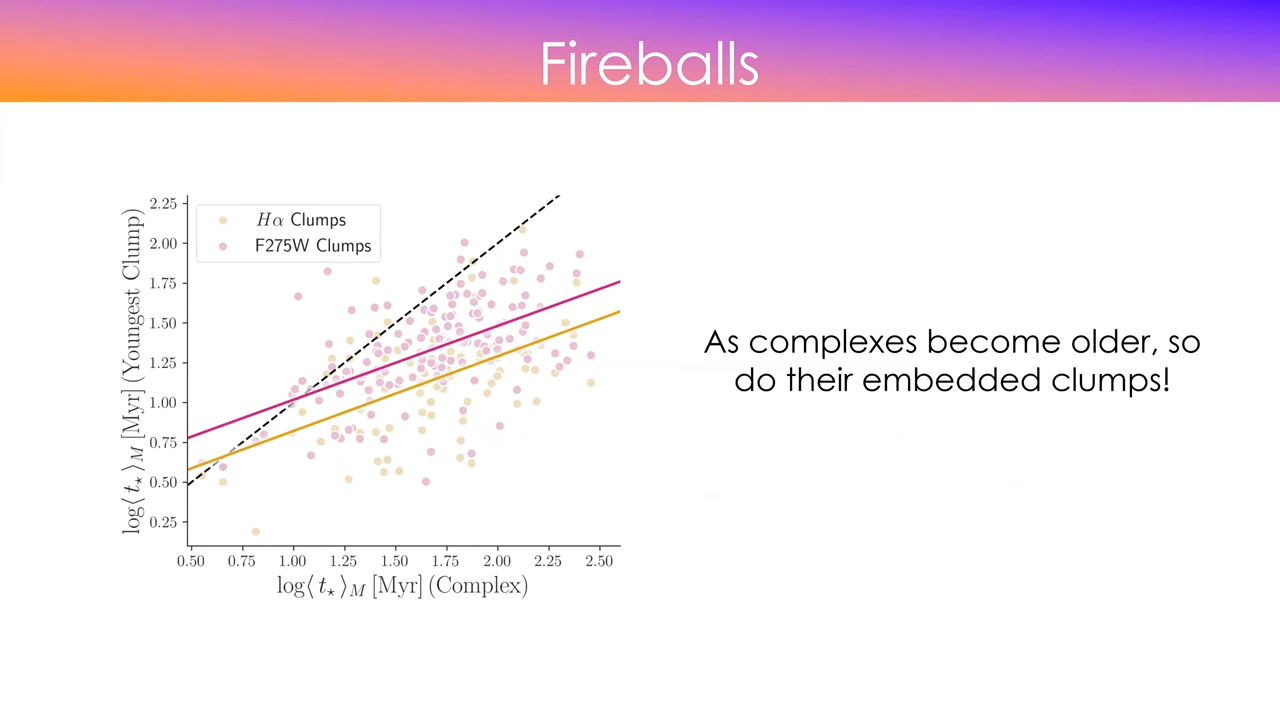 Fireballs
Hα Clumps
F275W Clumps
log⟨t⋆⟩M [Myr] (Youngest Clump)
2.25
2.00
1.75
1.50
1.25
1.00
0.75
0.50
0.25
0.50 0.75 1.00 1.25 1.50 1.75 2.00 2.25 2.50
log⟨t⋆⟩M [Myr] (Complex)
As complexes become older, so
do their embedded clumps!